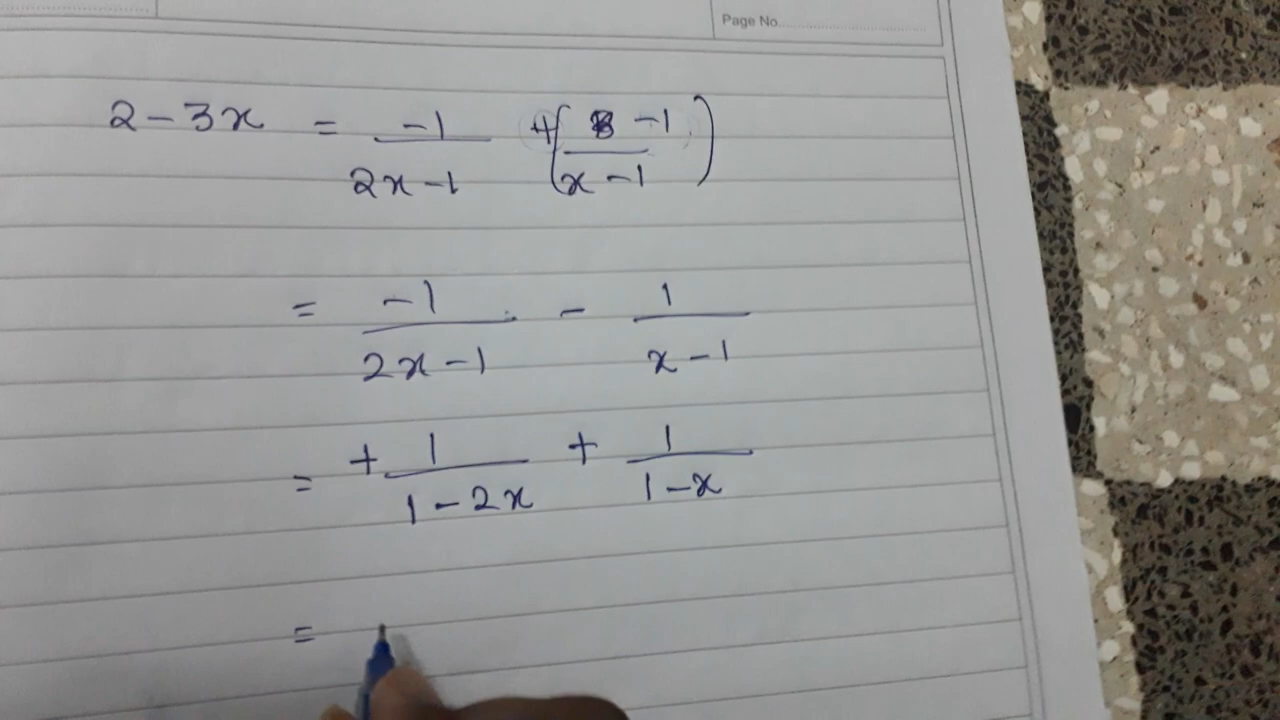 Page No.
2 - 3x = -1/(2x - 1) + (-1/(x - 1))
= -1/(2x - 1) - 1/(x - 1)
= + 1/(1 - 2x) + 1/(1 - x)
=